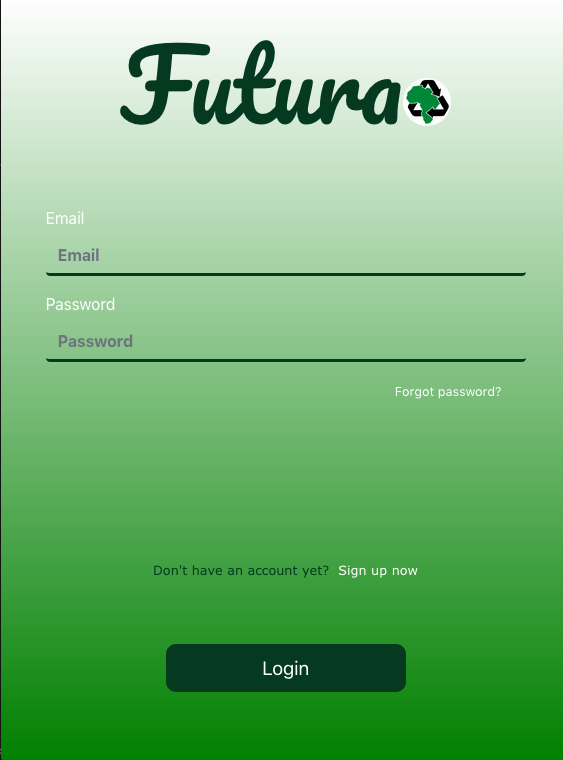 Futura
Email
Email
Password
Password
Forgot password?
Don't have an account yet? Sign up now
Login